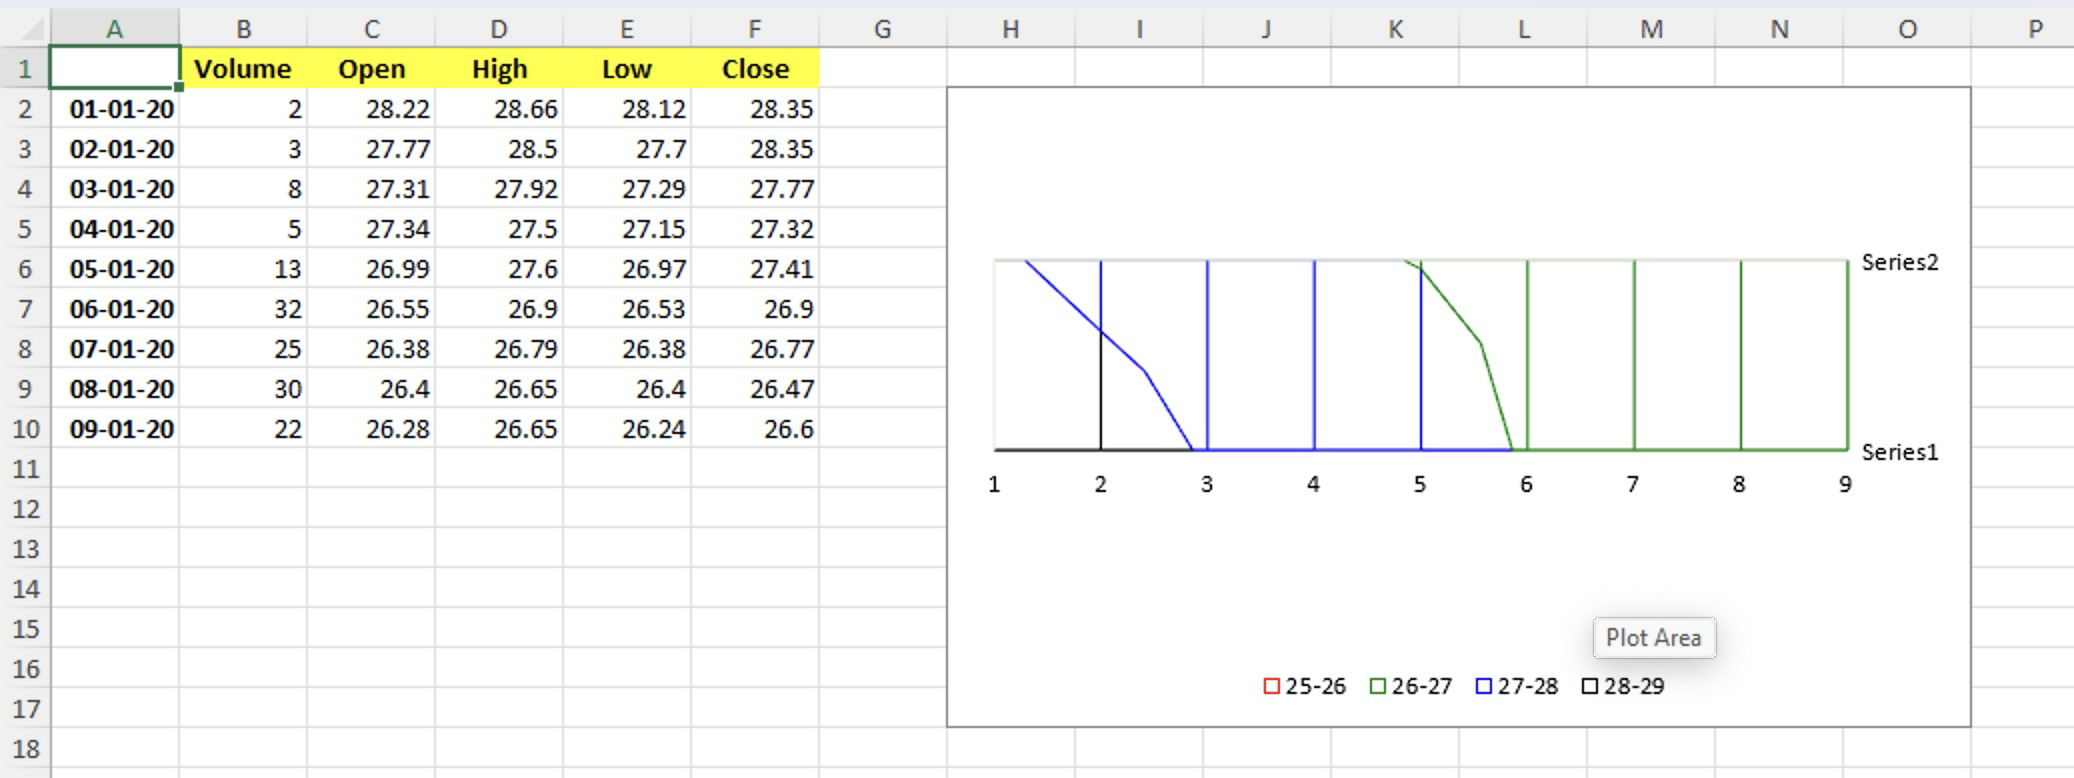 A B C D E F G H I J K L M N O P
1 Volume Open High Low Close
2 01-01-20 2 28.22 28.66 28.12 28.35
3 02-01-20 3 27.77 28.5 27.7 28.35
4 03-01-20 8 27.31 27.92 27.29 27.77
5 04-01-20 5 27.34 27.5 27.15 27.32
6 05-01-20 13 26.99 27.6 26.97 27.41
7 06-01-20 32 26.55 26.9 26.53 26.9
8 07-01-20 25 26.38 26.79 26.38 26.77
9 08-01-20 30 26.4 26.65 26.4 26.47
10 09-01-20 22 26.28 26.65 26.24 26.6
11
12
13
14
15
16
17
18
Series2
Series1
1 2 3 4 5 6 7 8 9
Plot Area
25-26 26-27 27-28 28-29